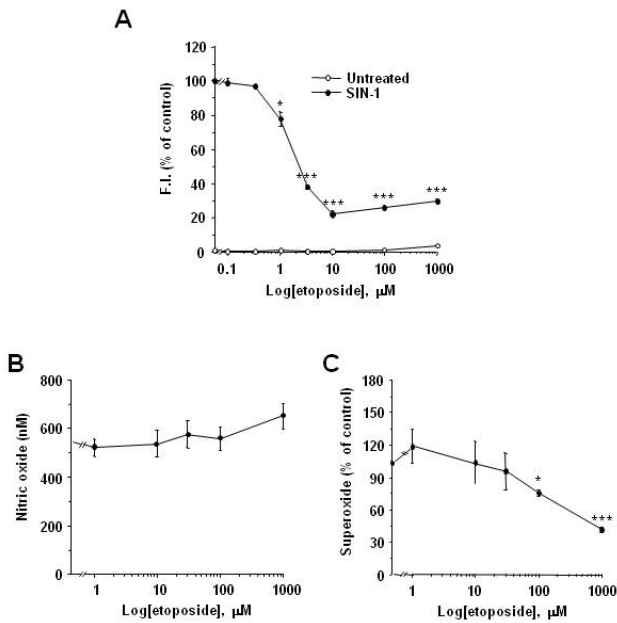 A
120
100
80
60
40
20
0
F.I. (% of control)
Untreated
SIN-1
*
***
***
***
***
0.1 1 10 100 1000
Log[etoposide], µM
B
800
600
400
200
0
Nitric oxide (nM)
1 10 100 1000
Log[etoposide], µM
C
180
150
120
90
60
30
0
Superoxide (% of control)
*
***
1 10 100 1000
Log[etoposide], µM